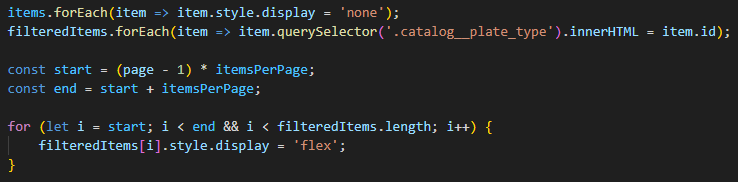 items.forEach(item => item.style.display = 'none');
filteredItems.forEach(item => item.querySelector('.catalog__plate_type').innerHTML = item.id);
const start = (page - 1) * itemsPerPage;
const end = start + itemsPerPage;
for (let i = start; i < end && i < filteredItems.length; i++) {
    filteredItems[i].style.display = 'flex';
}